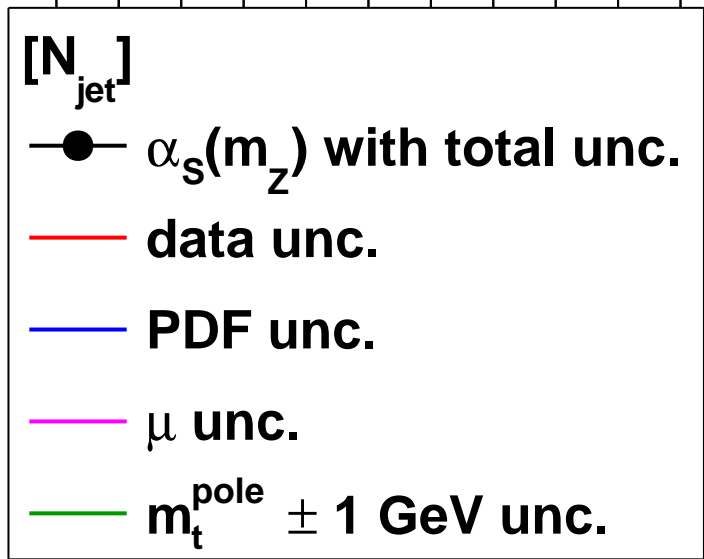 [N_jet]
α_S(m_Z) with total unc.
data unc.
PDF unc.
μ unc.
m_t^pole ± 1 GeV unc.